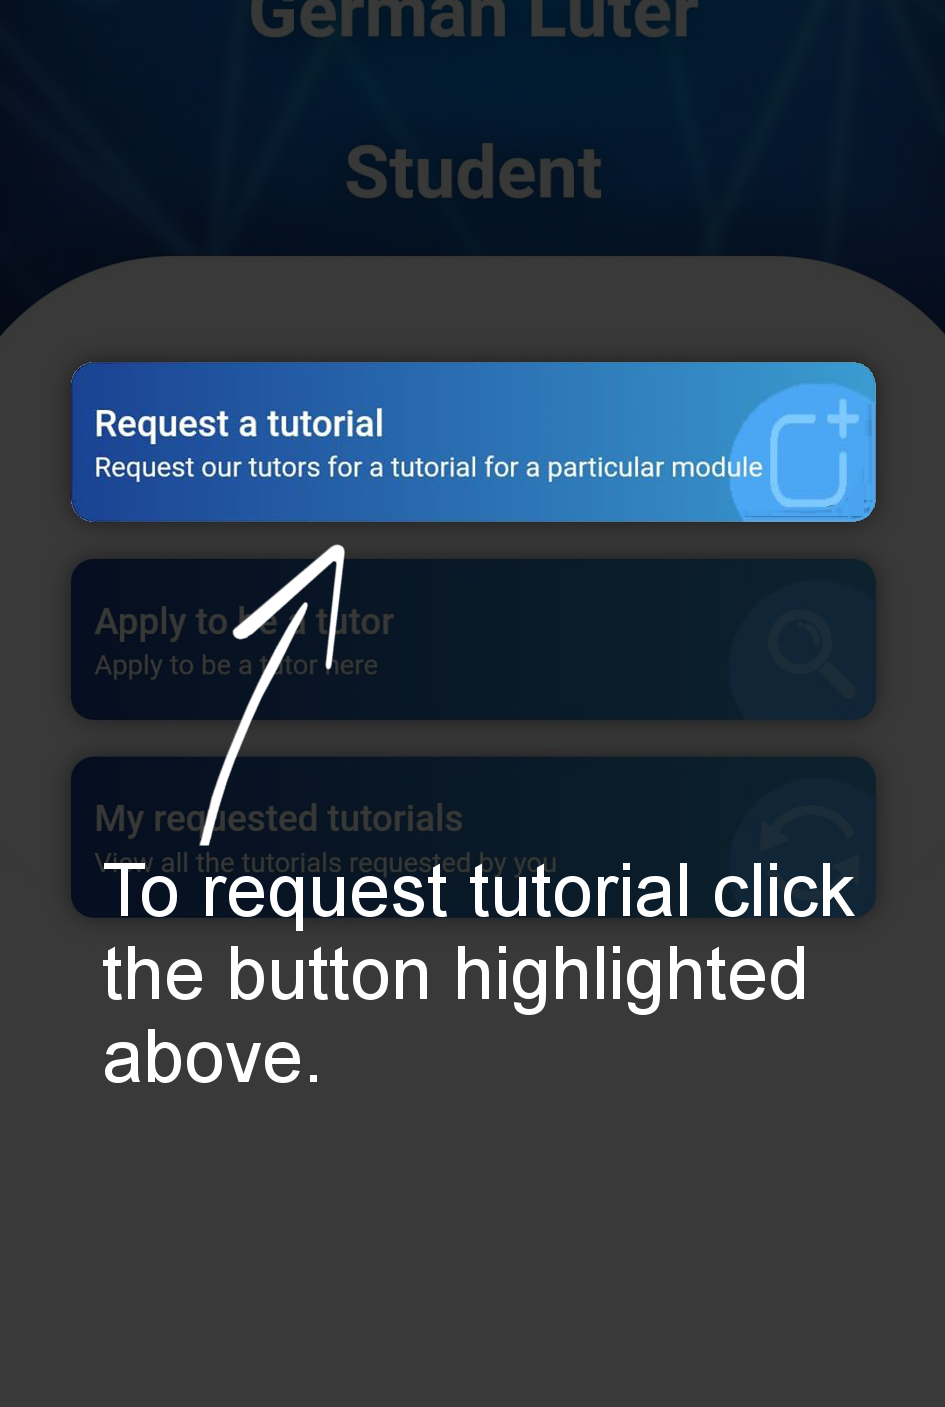 German Luter
Student
Request a tutorial
Request our tutors for a tutorial for a particular module
Apply to be a tutor
Apply to be a tutor here
My requested tutorials
View all the tutorials requested by you
To request tutorial click
the button highlighted
above.